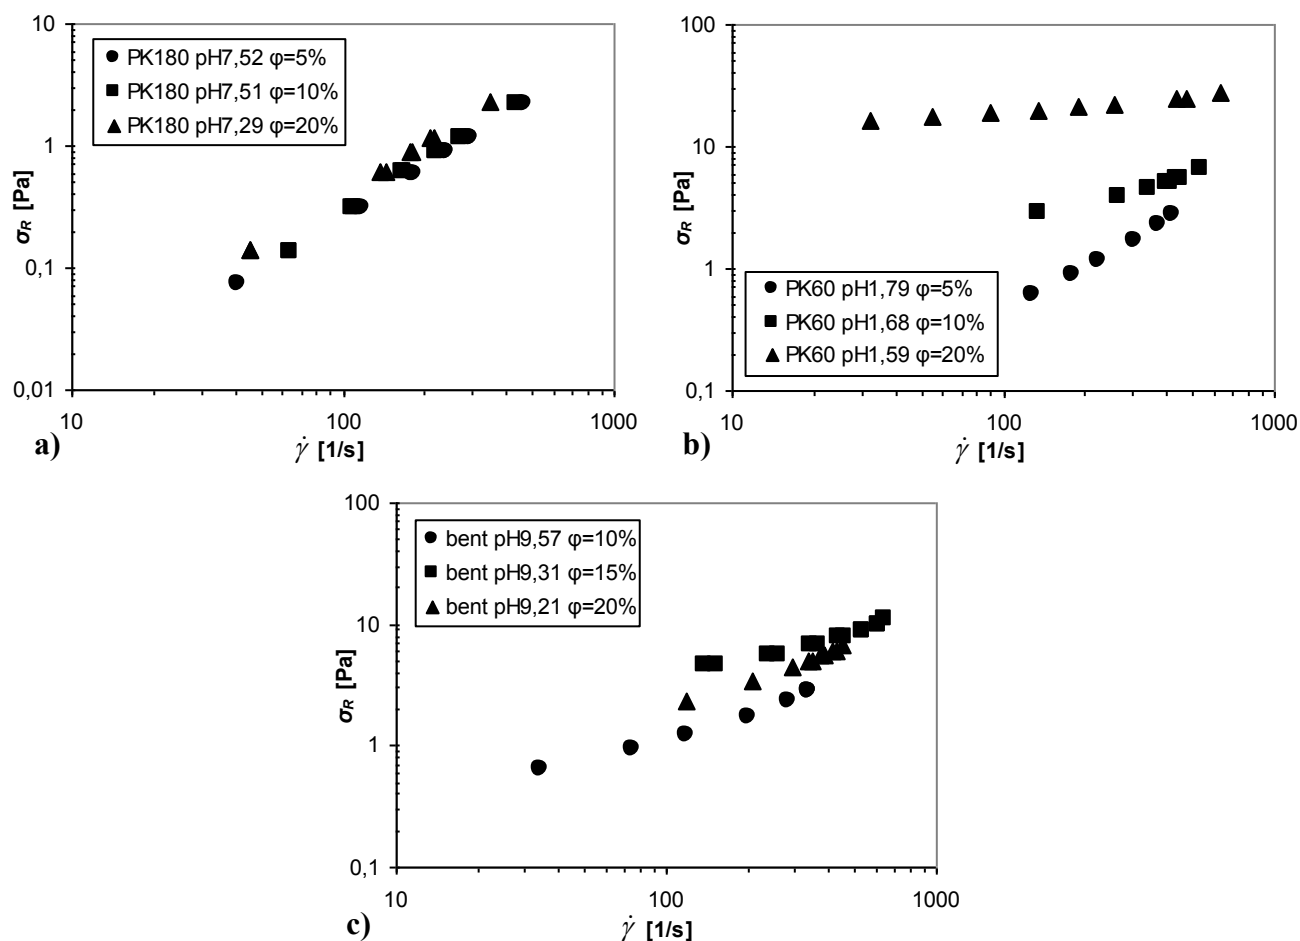 10
PK180 pH7,52 φ=5%
PK180 pH7,51 φ=10%
PK180 pH7,29 φ=20%
1
0,1
0,01
σR [Pa]
10 100 1000
γ̇ [1/s]
a)
100
10
1
0,1
σR [Pa]
PK60 pH1,79 φ=5%
PK60 pH1,68 φ=10%
PK60 pH1,59 φ=20%
10 100 1000
γ̇ [1/s]
b)
100
bent pH9,57 φ=10%
bent pH9,31 φ=15%
bent pH9,21 φ=20%
10
1
0,1
σR [Pa]
10 100 1000
γ̇ [1/s]
c)